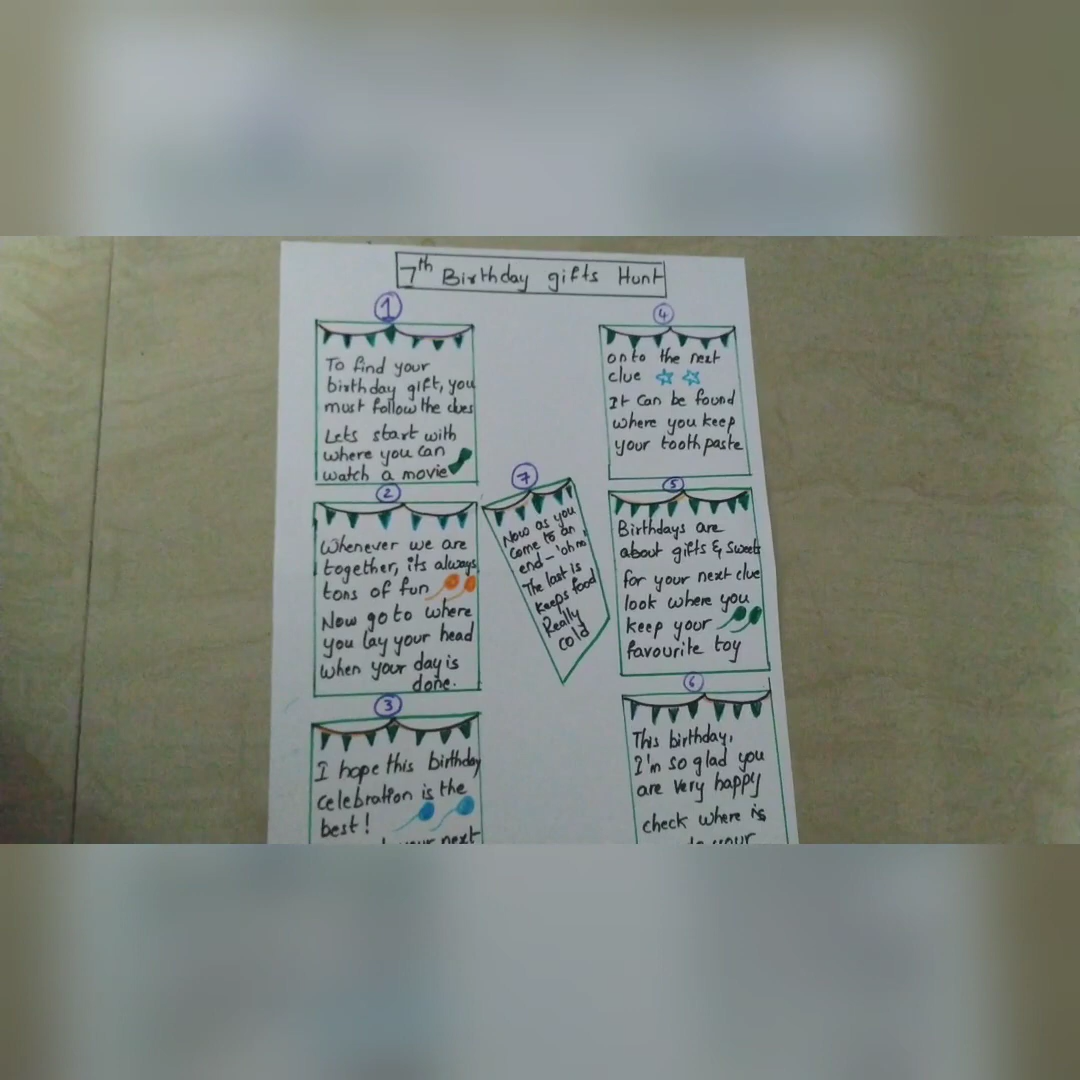 7th Birthday gifts Hunt
1
To find your
birthday gift, you
must follow the clues
Lets start with
where you can
watch a movie
2
Whenever we are
together, its always
tons of fun
Now go to where
you lay your head
when your day is
done.
3
I hope this birthday
celebration is the
best!
your next
4
onto the next
clue
It can be found
where you keep
your tooth paste
5
Birthdays are
about gifts & sweets
for your next clue
look where you
keep your
favourite toy
6
This birthday,
I'm so glad you
are very happy
check where is
your
7
Now as you
come to an
end - 'oh no'
The last is
keeps food
Really
cold